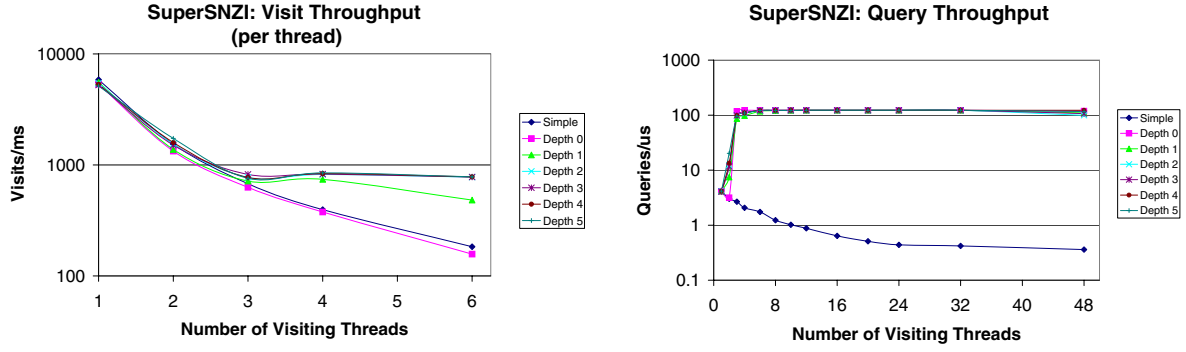 SuperSNZI: Visit Throughput
(per thread)
10000
1000
100
Visits/ms
1 2 3 4 5 6
Number of Visiting Threads
Simple
Depth 0
Depth 1
Depth 2
Depth 3
Depth 4
Depth 5
SuperSNZI: Query Throughput
1000
100
10
1
0.1
Queries/us
0 8 16 24 32 40 48
Number of Visiting Threads
Simple
Depth 0
Depth 1
Depth 2
Depth 3
Depth 4
Depth 5